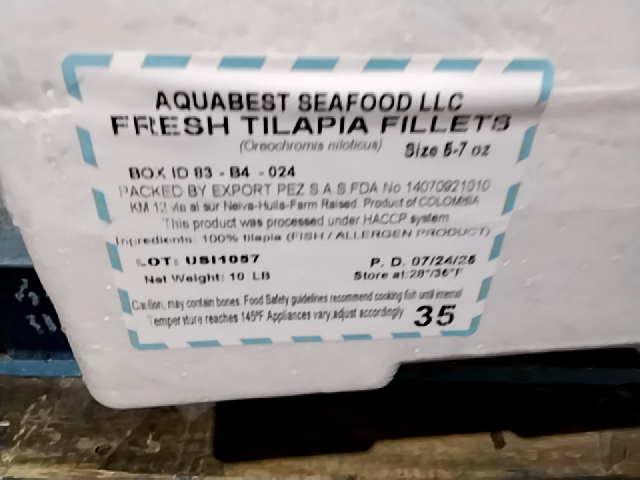 AQUABEST SEAFOOD LLC
FRESH TILAPIA FILLETS
(Oreochromis niloticus) Size 5-7 oz
BOX ID 83 - B4 - 024
PACKED BY EXPORT PEZ S.A.S FDA No 14070921010
KM 12 via al sur Neiva-Huila-Farm Raised. Product of COLOMBIA
This product was processed under HACCP system
Ingredients: 100% tilapia (FISH / ALLERGEN PRODUCT)
LOT: USI1057 P. D. 07/24/25
Net Weight: 10 LB Store at:28°/36°F
Caution, may contain bones. Food Safety guidelines recommend cooking fish until internal
Temperature reaches 145ºF Appliances vary,adjust accordingly 35